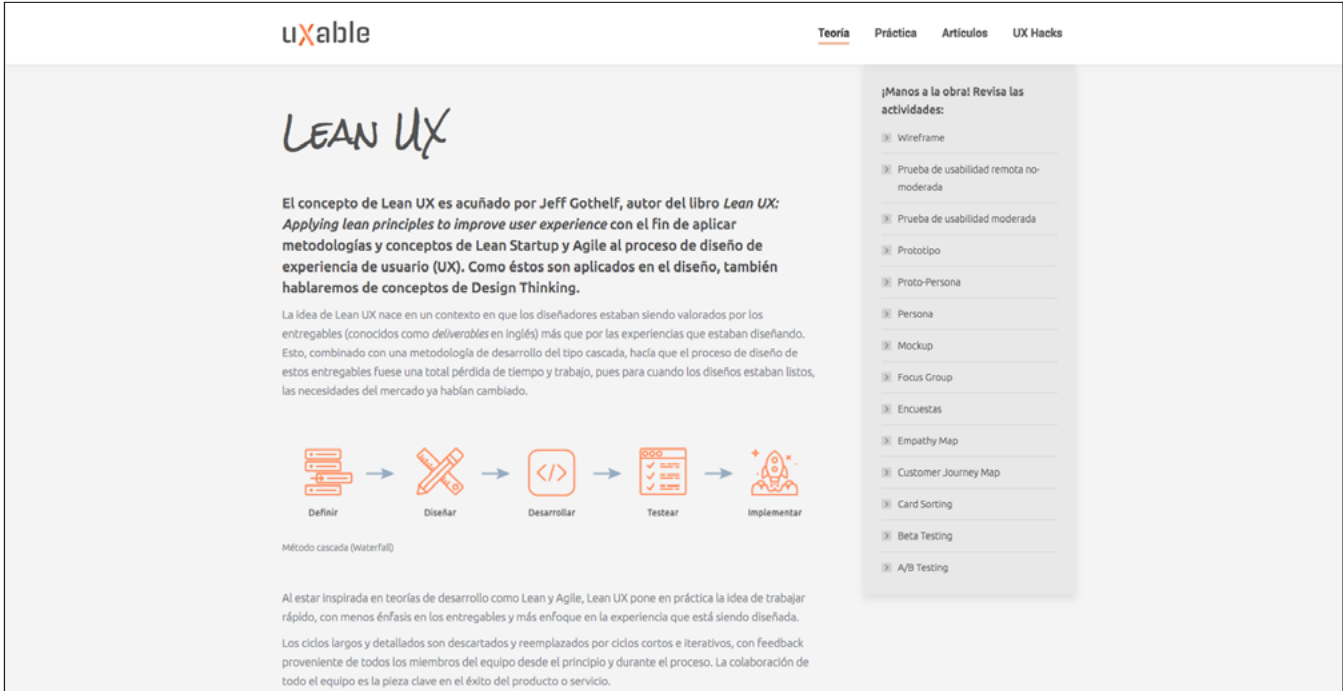 uxable
Teoría
Práctica
Artículos
UX Hacks
Lean UX
El concepto de Lean UX es acuñado por Jeff Gothelf, autor del libro Lean UX:
Applying lean principles to improve user experience con el fin de aplicar
metodologías y conceptos de Lean Startup y Agile al proceso de diseño de
experiencia de usuario (UX). Como éstos son aplicados en el diseño, también
hablaremos de conceptos de Design Thinking.
La idea de Lean UX nace en un contexto en que los diseñadores estaban siendo valorados por los
entregables (conocidos como deliverables en inglés) más que por las experiencias que estaban diseñando.
Esto, combinado con una metodología de desarrollo del tipo cascada, hacía que el proceso de diseño de
estos entregables fuese una total pérdida de tiempo y trabajo, pues para cuando los diseños estaban listos,
las necesidades del mercado ya habían cambiado.
Definir
Diseñar
Desarrollar
Testear
Implementar
Método cascada (Waterfall)
Al estar inspirada en teorías de desarrollo como Lean y Agile, Lean UX pone en práctica la idea de trabajar
rápido, con menos énfasis en los entregables y más enfoque en la experiencia que está siendo diseñada.
Los ciclos largos y detallados son descartados y reemplazados por ciclos cortos e iterativos, con feedback
proveniente de todos los miembros del equipo desde el principio y durante el proceso. La colaboración de
todo el equipo es la pieza clave en el éxito del producto o servicio.
¡Manos a la obra! Revisa las
actividades:
Wireframe
Prueba de usabilidad remota no-
moderada
Prueba de usabilidad moderada
Prototipo
Proto-Persona
Persona
Mockup
Focus Group
Encuestas
Empathy Map
Customer Journey Map
Card Sorting
Beta Testing
A/B Testing